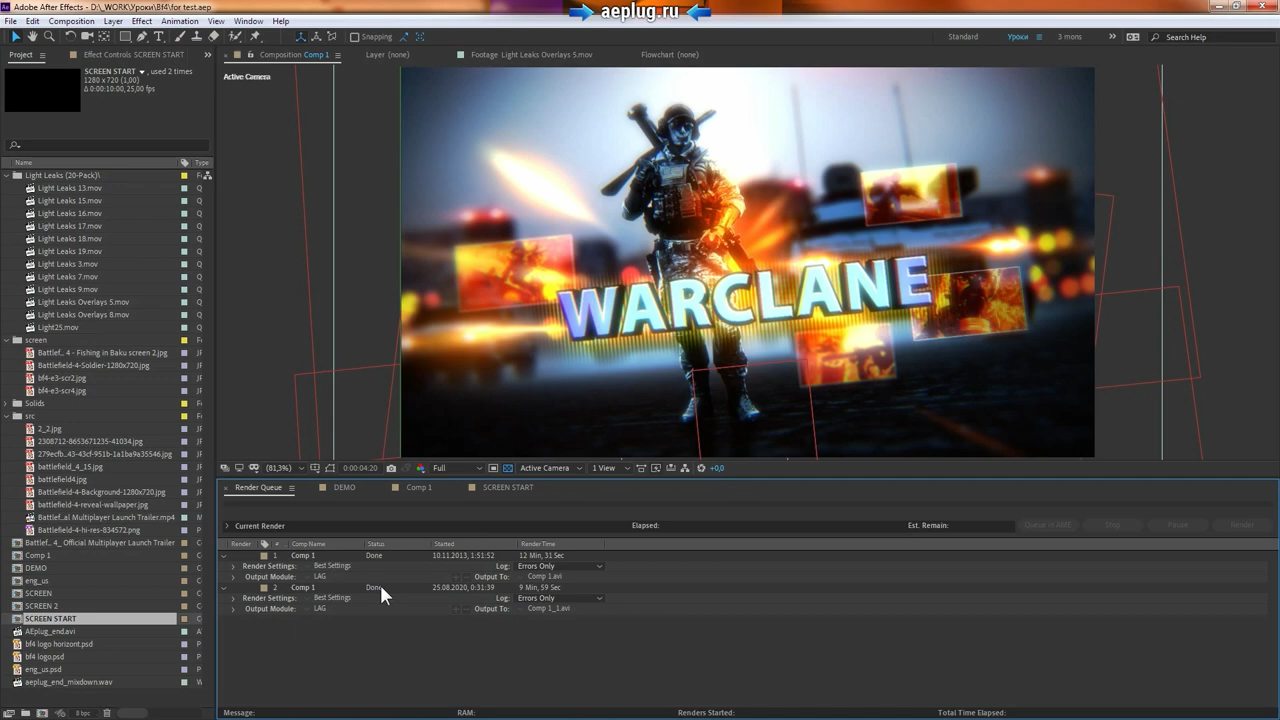 Adobe After Effects - D:\_WORK\Уроки\Bf4\for test.aep
aeplug.ru
File Edit Composition Layer Effect Animation View Window Help
Snapping
Standard
Уроки
3 mons
Search Help
Project
Effect Controls SCREEN START
Composition Comp 1
Layer (none)
Footage Light Leaks Overlays 5.mov
Flowchart (none)
SCREEN START , used 2 times
1280 x 720 (1,00)
Δ 0:00:10:00, 25,00 fps
Active Camera
Name
Type
Light Leaks (20-Pack)\
Light Leaks 13.mov
Light Leaks 15.mov
Light Leaks 16.mov
Light Leaks 17.mov
Light Leaks 18.mov
Light Leaks 19.mov
Light Leaks 3.mov
Light Leaks 7.mov
Light Leaks 9.mov
Light Leaks Overlays 5.mov
Light Leaks Overlays 8.mov
Light25.mov
screen
Battlef.. 4 - Fishing in Baku screen 2.jpg
Battlefield-4-Soldier-1280x720.jpg
bf4-e3-scr2.jpg
bf4-e3-scr4.jpg
Solids
src
2_2.jpg
2308712-8653671235-41034.jpg
279ecfb...43-43cf-951b-1a1ba9a35546.jpg
battlefield_4_15.jpg
battlefield4.jpg
Battlefield-4-Background-1280x720.jpg
battlefield-4-reveal-wallpaper.jpg
Battlef...al Multiplayer Launch Trailer.mp4
Battlefield-4-hi-res-834572.png
Battlef.. 4_ Official Multiplayer Launch Trailer
Comp 1
DEMO
eng_us
SCREEN
SCREEN 2
SCREEN START
AEplug_end.avi
bf4 logo horizont.psd
bf4 logo.psd
eng_us.psd
aeplug_end_mixdown.wav
8 bpc
WARCLANE
(81,3%)
0:00:04:20
Full
Active Camera
1 View
+0,0
Render Queue
DEMO
Comp 1
SCREEN START
Current Render
Elapsed:
Est. Remain:
Queue in AME
Stop
Pause
Render
Render # Comp Name Status Started Render Time
1 Comp 1 Done 10.11.2013, 1:51:52 12 Min, 31 Sec
Render Settings: Best Settings Log: Errors Only
Output Module: LAG Output To: Comp 1.avi
2 Comp 1 Done 25.08.2020, 0:31:39 9 Min, 59 Sec
Render Settings: Best Settings Log: Errors Only
Output Module: LAG Output To: Comp 1_1.avi
Message: RAM: Renders Started: Total Time Elapsed: